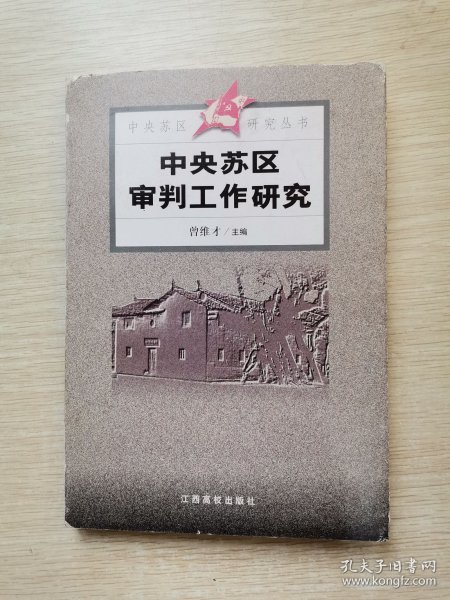 中央苏区 研究丛书
中央苏区
审判工作研究
曾维才/主编
江西高校出版社
孔夫子旧书网
www.kongfz.com